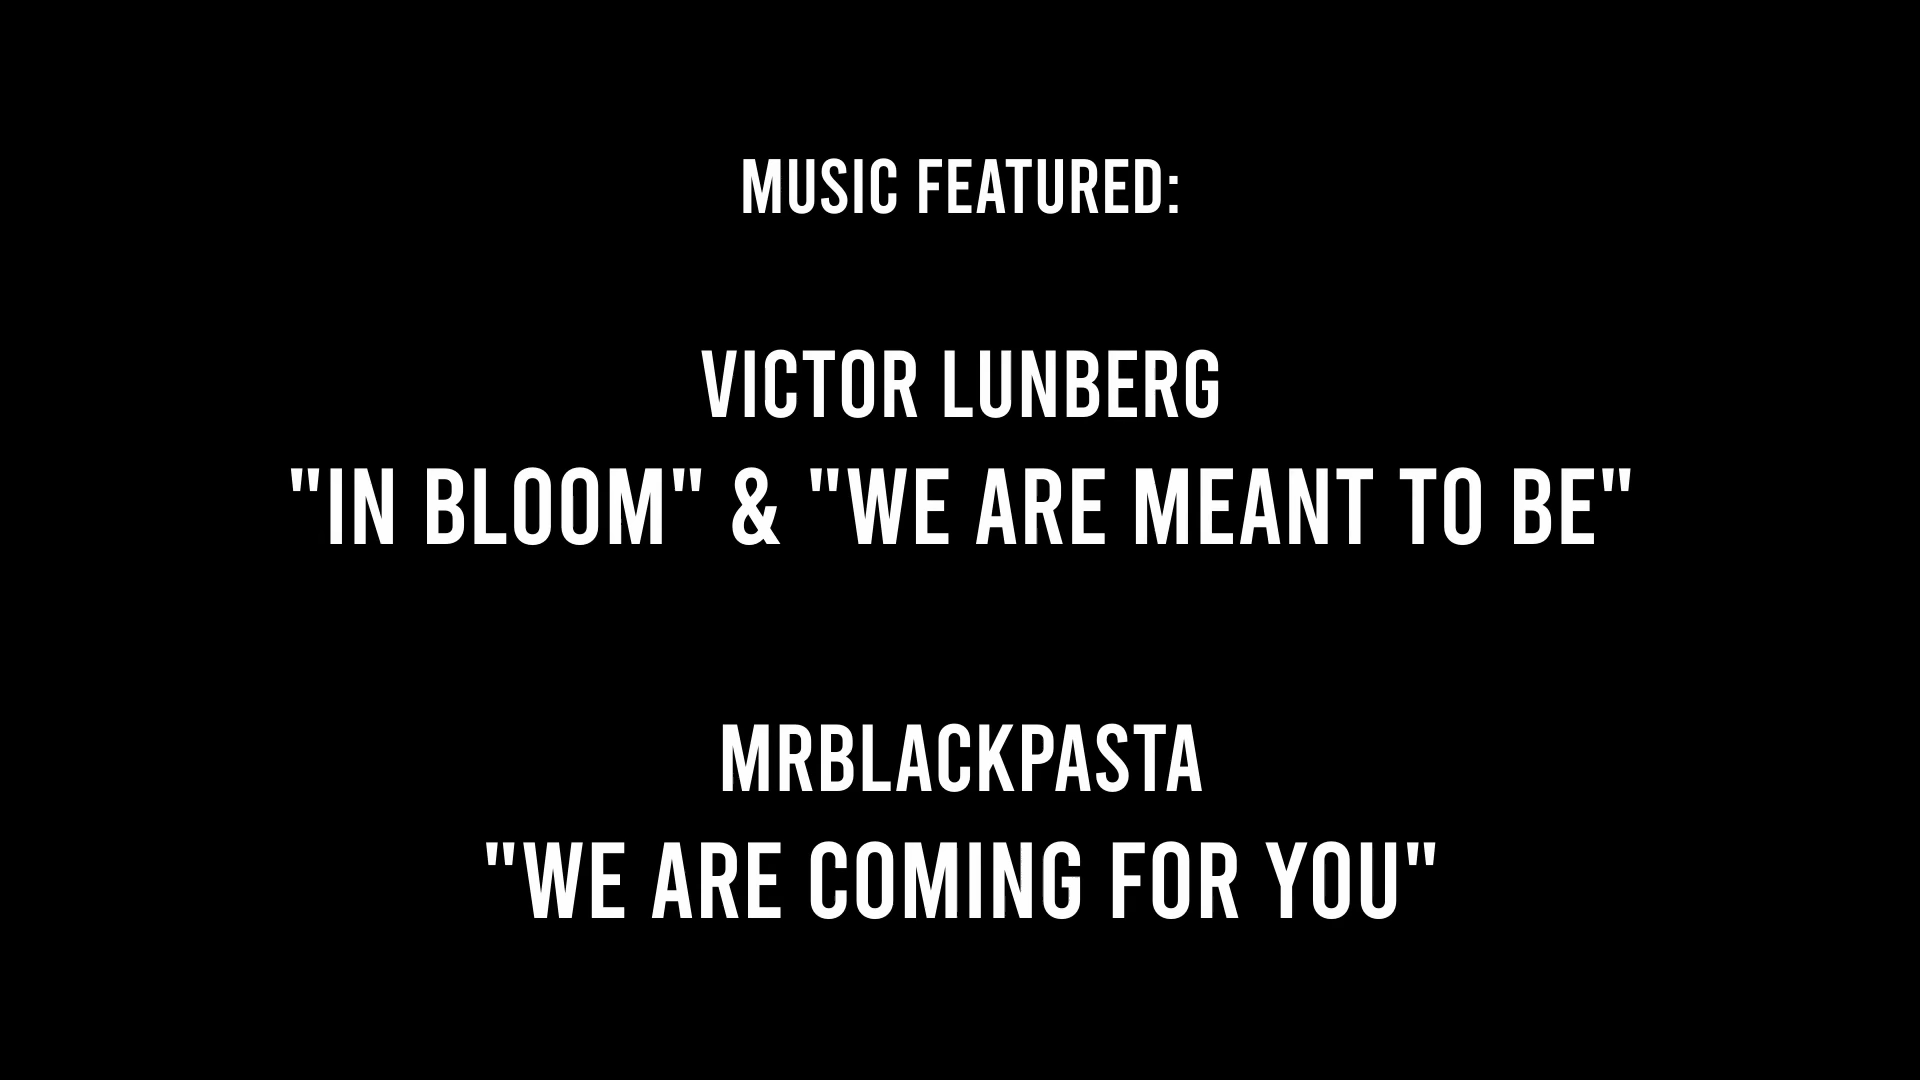 MUSIC FEATURED:
VICTOR LUNBERG
"IN BLOOM" & "WE ARE MEANT TO BE"
MRBLACKPASTA
"WE ARE COMING FOR YOU"